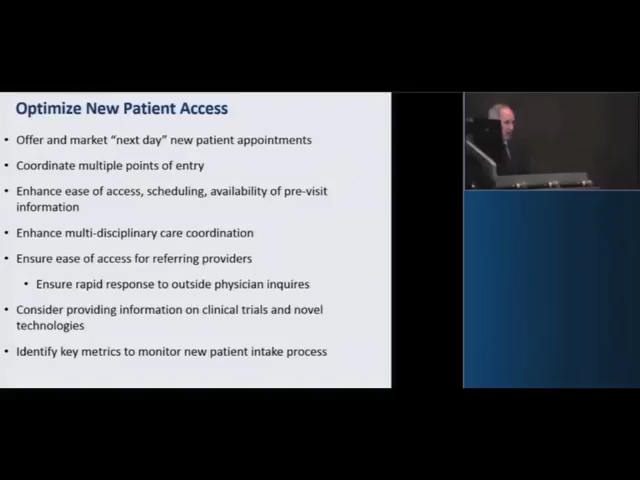 Optimize New Patient Access
• Offer and market “next day” new patient appointments
• Coordinate multiple points of entry
• Enhance ease of access, scheduling, availability of pre-visit
information
• Enhance multi-disciplinary care coordination
• Ensure ease of access for referring providers
• Ensure rapid response to outside physician inquires
• Consider providing information on clinical trials and novel
technologies
• Identify key metrics to monitor new patient intake process